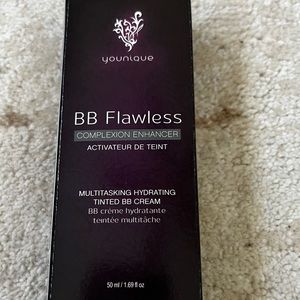 younique
BB Flawless
COMPLEXION ENHANCER
ACTIVATEUR DE TEINT
MULTITASKING HYDRATING
TINTED BB CREAM
BB crème hydratante
teintée multitâche
50 ml / 1.69 fl oz